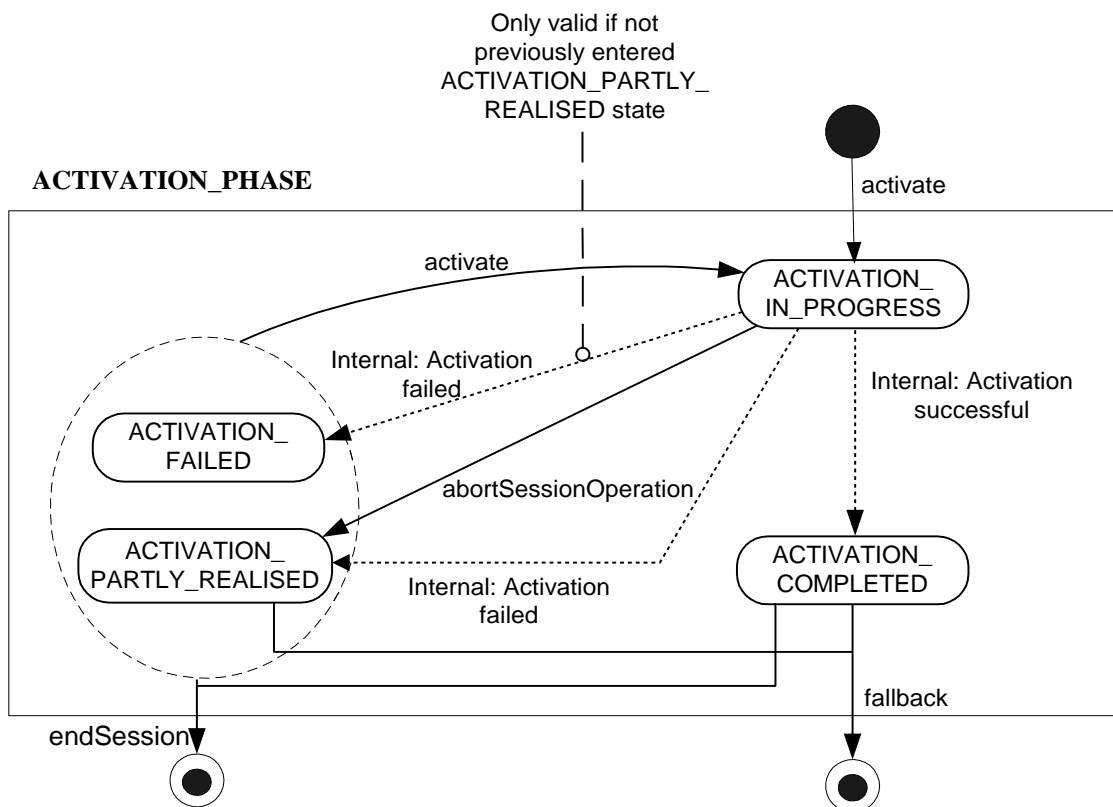 Only valid if not
previously entered
ACTIVATION_PARTLY_
REALISED state
ACTIVATION_PHASE
activate
activate
ACTIVATION_
IN_PROGRESS
Internal: Activation
failed
Internal: Activation
successful
ACTIVATION_
FAILED
abortSessionOperation
ACTIVATION_
PARTLY_REALISED
Internal: Activation
failed
ACTIVATION_
COMPLETED
fallback
endSession